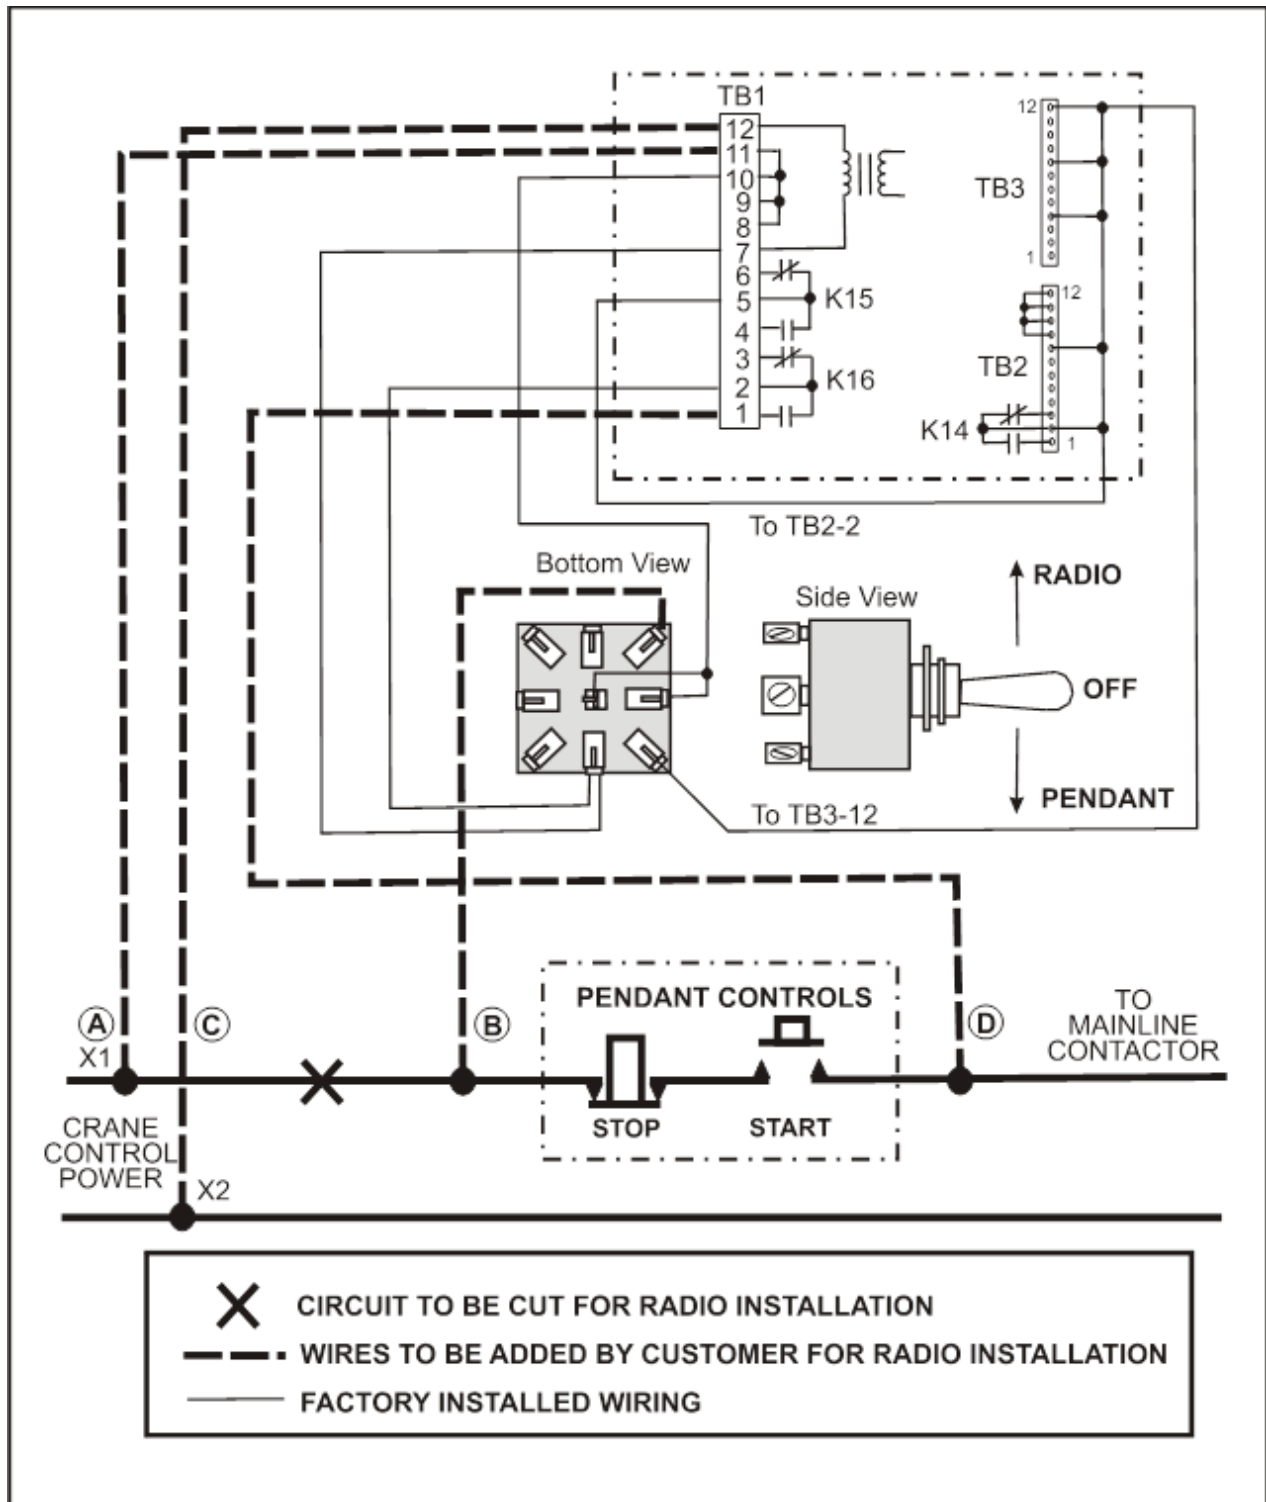 TB1
12
11
10
9
8
7
6
5
4
3
2
1
K15
K16
12
TB3
1
12
TB2
K14
1
To TB2-2
Bottom View
Side View
RADIO
OFF
PENDANT
To TB3-12
A
C
B
D
X1
PENDANT CONTROLS
TO
MAINLINE
CONTACTOR
STOP
START
CRANE
CONTROL
POWER
X2
CIRCUIT TO BE CUT FOR RADIO INSTALLATION
WIRES TO BE ADDED BY CUSTOMER FOR RADIO INSTALLATION
FACTORY INSTALLED WIRING